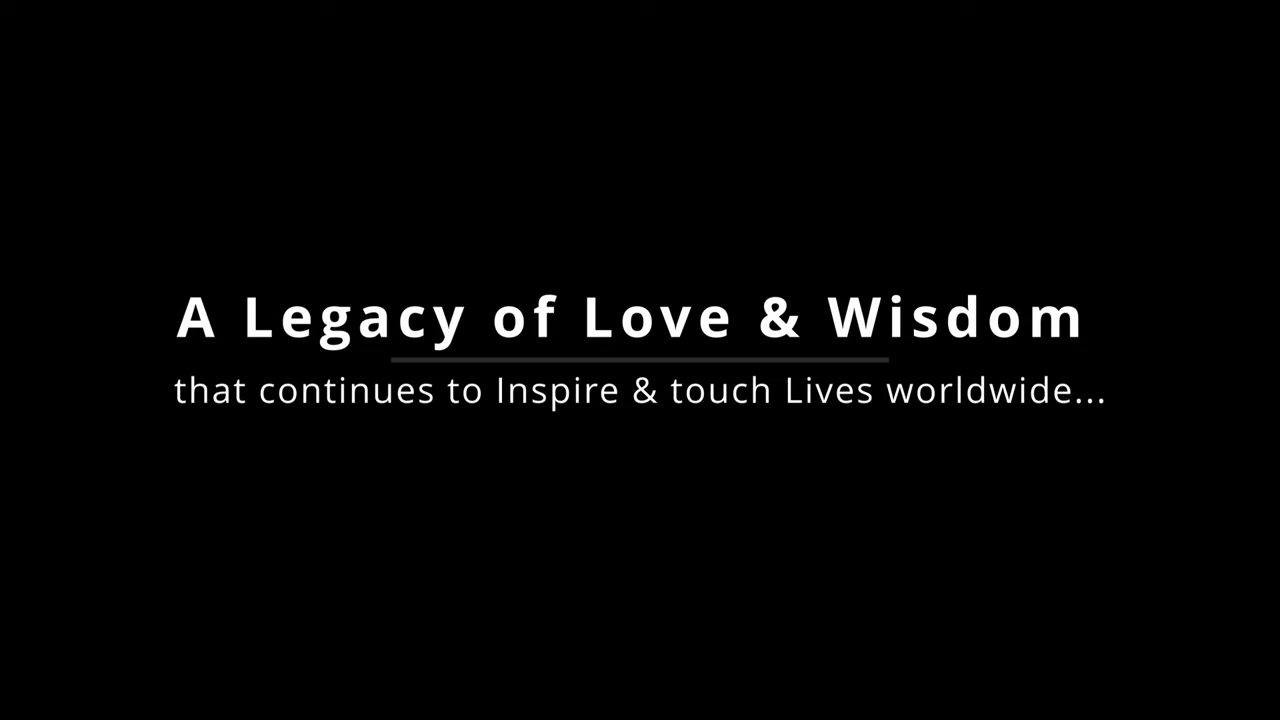 A Legacy of Love & Wisdom
that continues to Inspire & touch Lives worldwide...